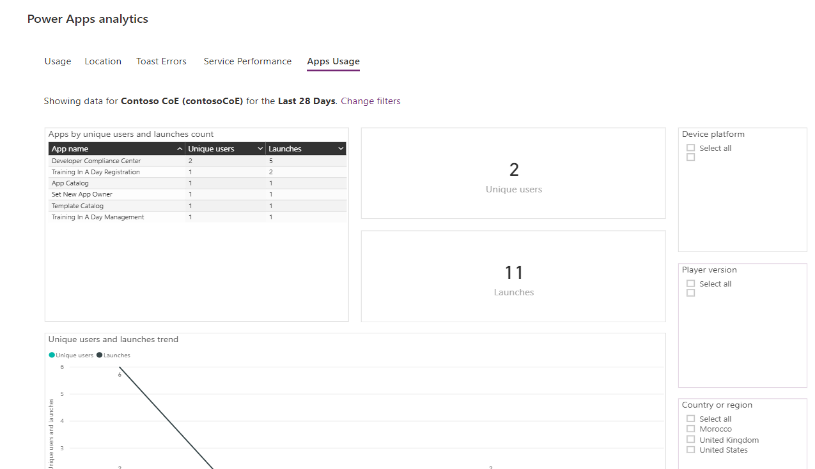 Power Apps analytics
Usage Location Toast Errors Service Performance Apps Usage
Showing data for Contoso CoE (contosoCoE) for the Last 28 Days. Change filters
Apps by unique users and launches count
App name Unique users Launches
Developer Compliance Center 2 5
Training In A Day Registration 1 2
App Catalog 1 1
Set New App Owner 1 1
Template Catalog 1 1
Training In A Day Management 1 1
2
Unique users
11
Launches
Device platform
Select all
Player version
Select all
Unique users and launches trend
Unique users Launches
6
6
5
4
3
Country or region
Select all
Morocco
United Kingdom
United States